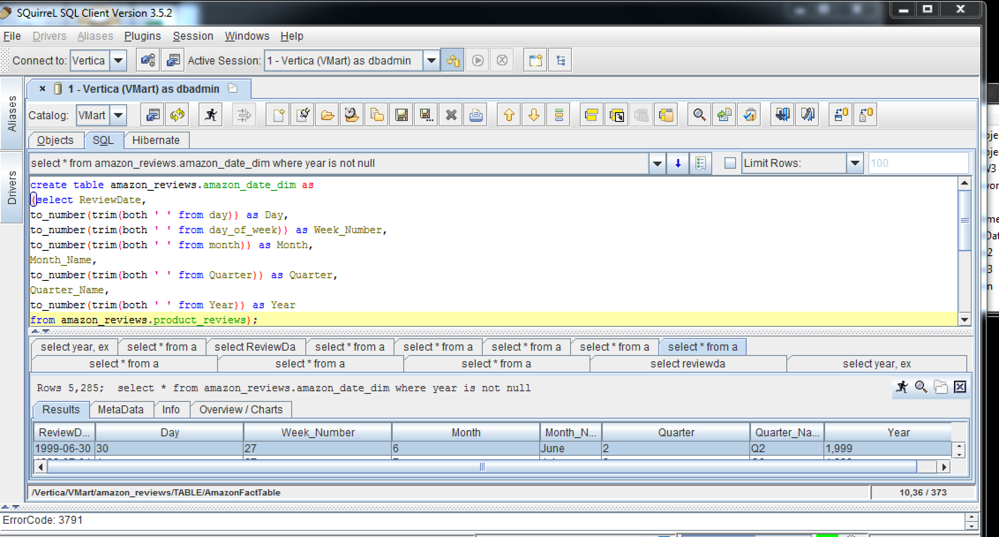 SQuirreL SQL Client Version 3.5.2
File Drivers Aliases Plugins Session Windows Help
Connect to: Vertica Active Session: 1 - Vertica (VMart) as dbadmin
Aliases
Drivers
1 - Vertica (VMart) as dbadmin
Catalog: VMart
Objects SQL Hibernate
select * from amazon_reviews.amazon_date_dim where year is not null Limit Rows: 100
create table amazon_reviews.amazon_date_dim as
(select ReviewDate,
to_number(trim(both ' ' from day)) as Day,
to_number(trim(both ' ' from day_of_week)) as Week_Number,
to_number(trim(both ' ' from month)) as Month,
Month_Name,
to_number(trim(both ' ' from Quarter)) as Quarter,
Quarter_Name,
to_number(trim(both ' ' from Year)) as Year
from amazon_reviews.product_reviews);
select year, ex select * from a select ReviewDa select * from a select * from a select * from a select * from a select * from a
select * from a select * from a select * from a select reviewda select year, ex
Rows 5,285; select * from amazon_reviews.amazon_date_dim where year is not null
Results MetaData Info Overview / Charts
ReviewD... Day Week_Number Month Month_N... Quarter Quarter_Na... Year
1999-06-30 30 27 6 June 2 Q2 1,999
/Vertica/VMart/amazon_reviews/TABLE/AmazonFactTable 10,36 / 373
ErrorCode: 3791